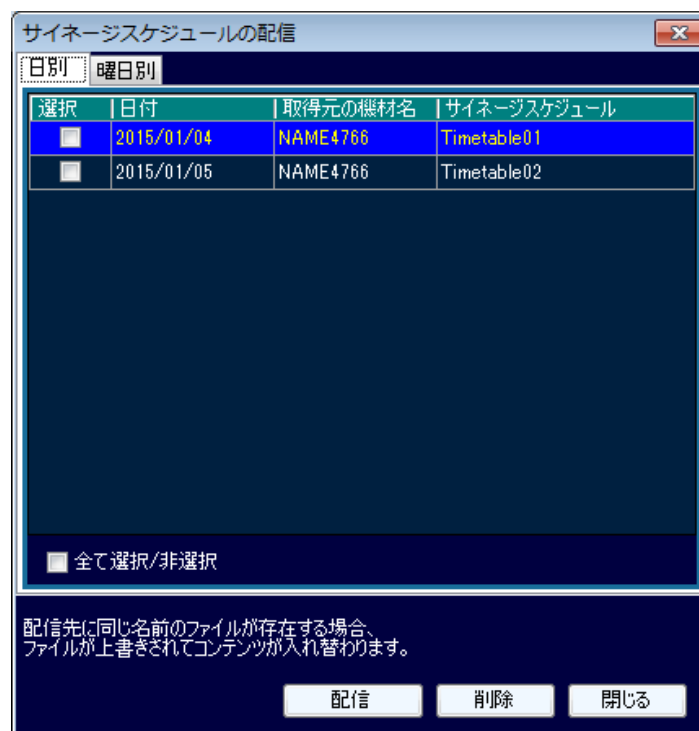 サイネージスケジュールの配信
日別 曜日別
選択 日付 取得元の機材名 サイネージスケジュール
2015/01/04 NAME4766 Timetable01
2015/01/05 NAME4766 Timetable02
全て選択/非選択
配信先に同じ名前のファイルが存在する場合、
ファイルが上書きされてコンテンツが入れ替わります。
配信 削除 閉じる